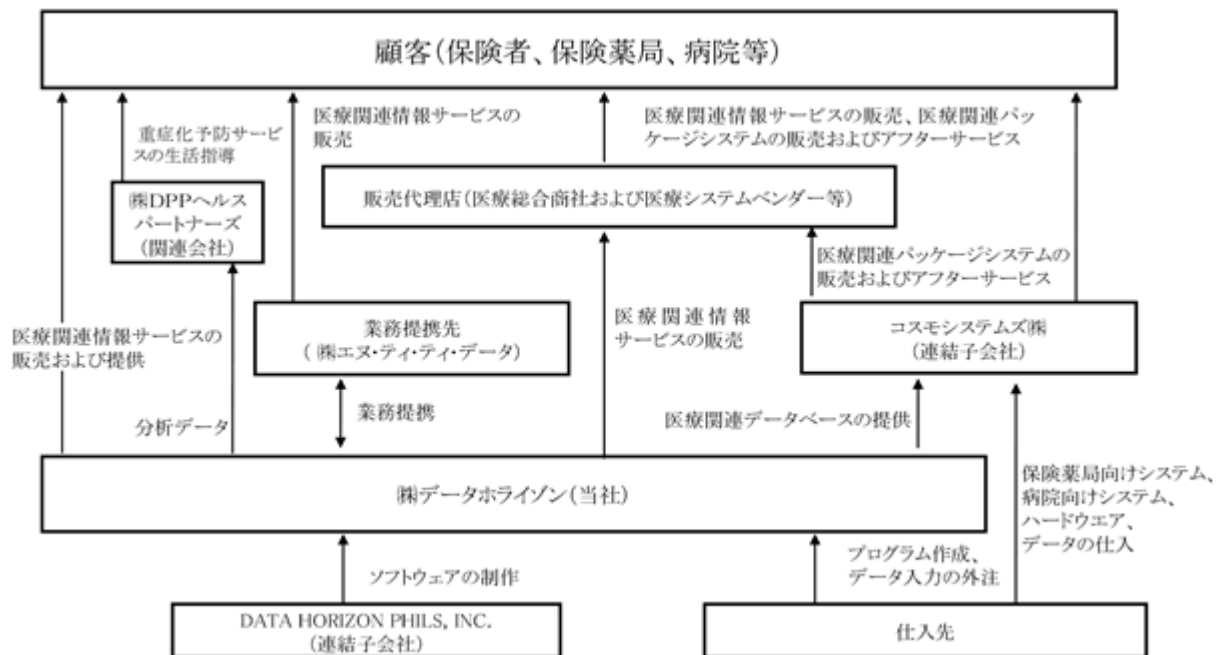 顧客(保険者、保険薬局、病院等)
医療関連情報サービスの
販売
医療関連情報サービスの販売、医療関連パッ
ケージシステムの販売およびアフターサービス
重症化予防サービ
スの生活指導
㈱DPPヘルス
パートナーズ
(関連会社)
販売代理店(医療総合商社および医療システムベンダー等)
医療関連パッケージシステムの
販売およびアフターサービス
医療関連情報サービスの
販売および提供
業務提携先
(㈱エヌ・ティ・ティ・データ)
医療関連情報
サービスの販売
コスモシステムズ㈱
(連結子会社)
分析データ
業務提携
医療関連データベースの提供
㈱データホライゾン(当社)
保険薬局向けシステム、
病院向けシステム、
ハードウエア、
データの仕入
ソフトウェアの制作
プログラム作成、
データ入力の外注
DATA HORIZON PHILS, INC.
(連結子会社)
仕入先